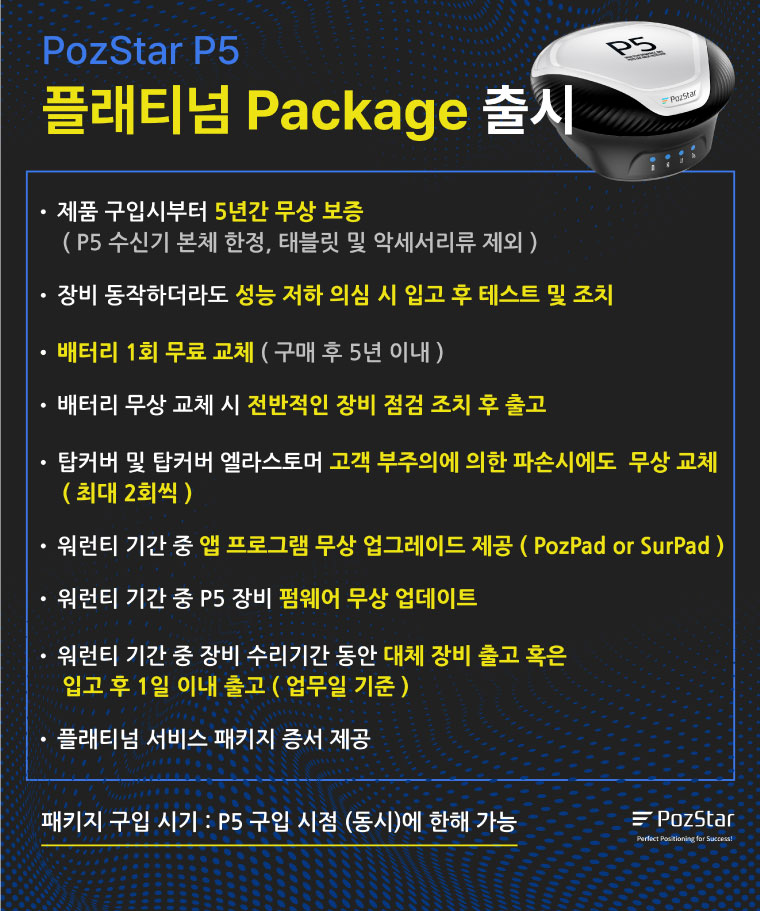 PozStar P5
플래티넘 Package 출시
P5
PozStar
• 제품 구입시부터 5년간 무상 보증
( P5 수신기 본체 한정, 태블릿 및 악세서리류 제외 )
• 장비 동작하더라도 성능 저하 의심 시 입고 후 테스트 및 조치
• 배터리 1회 무료 교체 ( 구매 후 5년 이내 )
• 배터리 무상 교체 시 전반적인 장비 점검 조치 후 출고
• 탑커버 및 탑커버 엘라스토머 고객 부주의에 의한 파손시에도 무상 교체
( 최대 2회씩 )
• 워런티 기간 중 앱 프로그램 무상 업그레이드 제공 ( PozPad or SurPad )
• 워런티 기간 중 P5 장비 펌웨어 무상 업데이트
• 워런티 기간 중 장비 수리기간 동안 대체 장비 출고 혹은
입고 후 1일 이내 출고 ( 업무일 기준 )
• 플래티넘 서비스 패키지 증서 제공
패키지 구입 시기 : P5 구입 시점 (동시)에 한해 가능
PozStar
Perfect Positioning for Success!